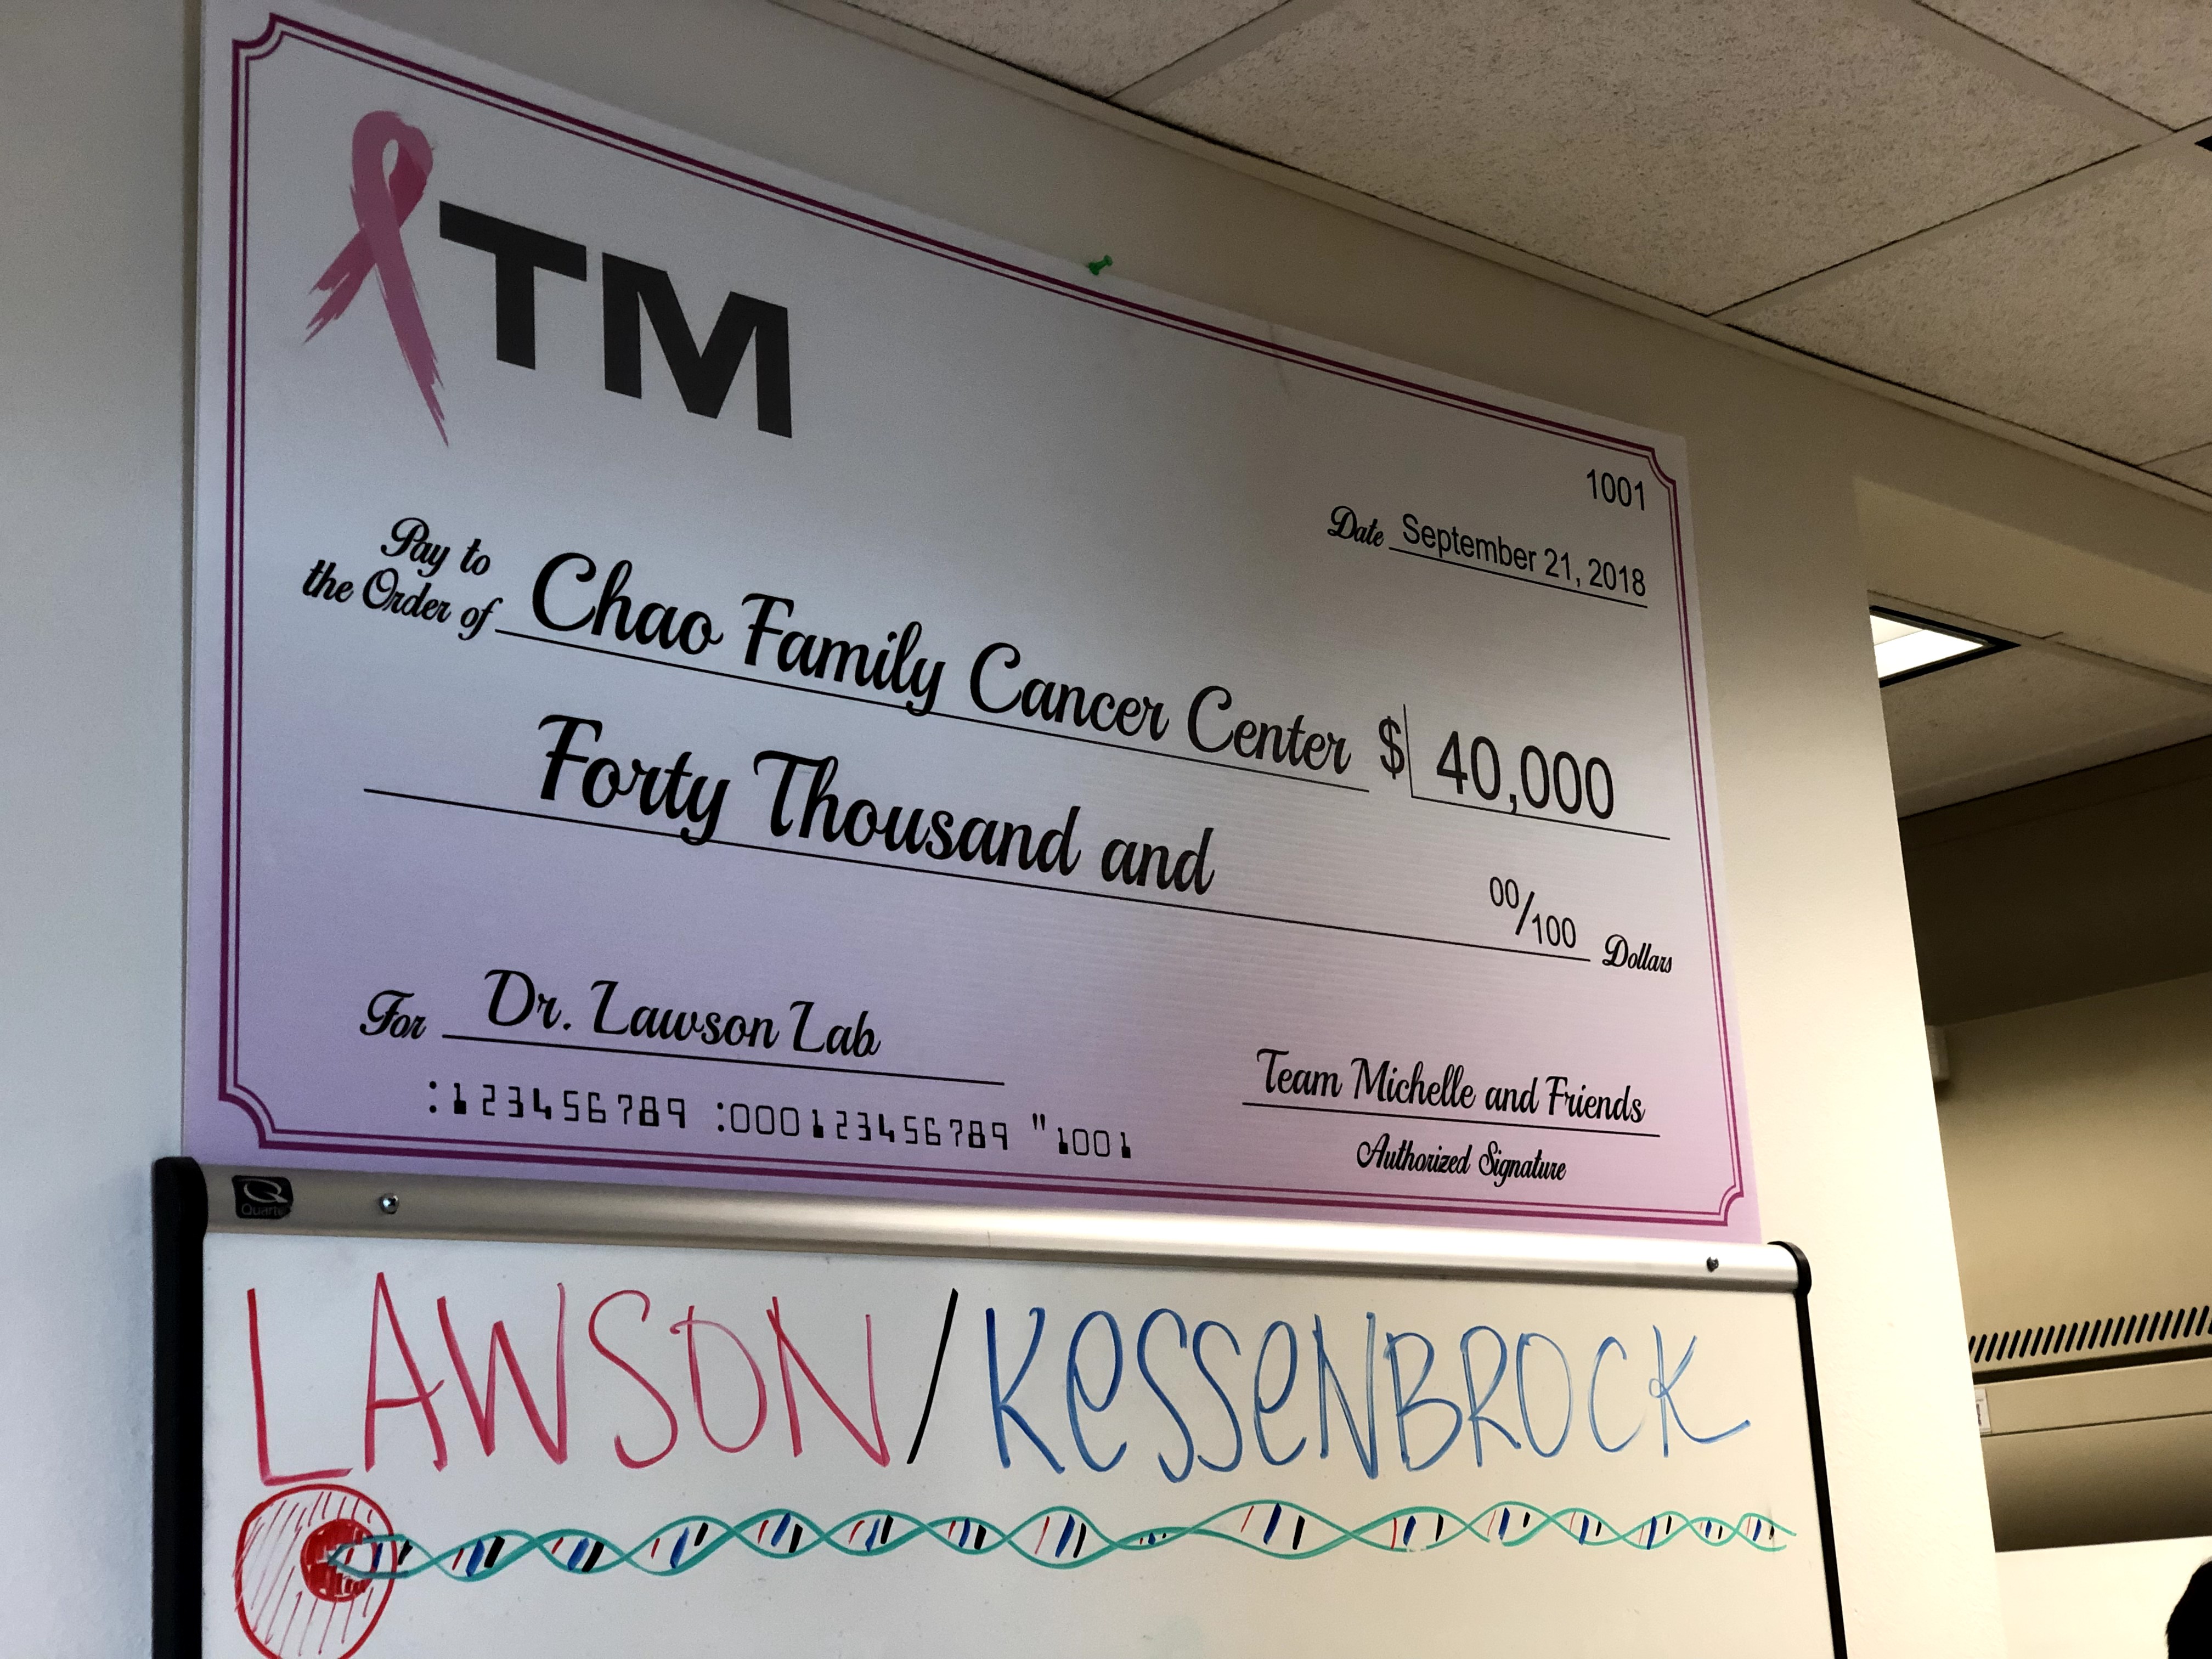 TM
1001
Date September 21, 2018
Pay to
the Order of Chao Family Cancer Center $ 40,000
Forty Thousand and 00/100 Dollars
For Dr. Lawson Lab
Team Michelle and Friends
Authorized Signature
:123456789 :000123456789 "1001
Quartet
LAWSON/KeSSeNBROCK